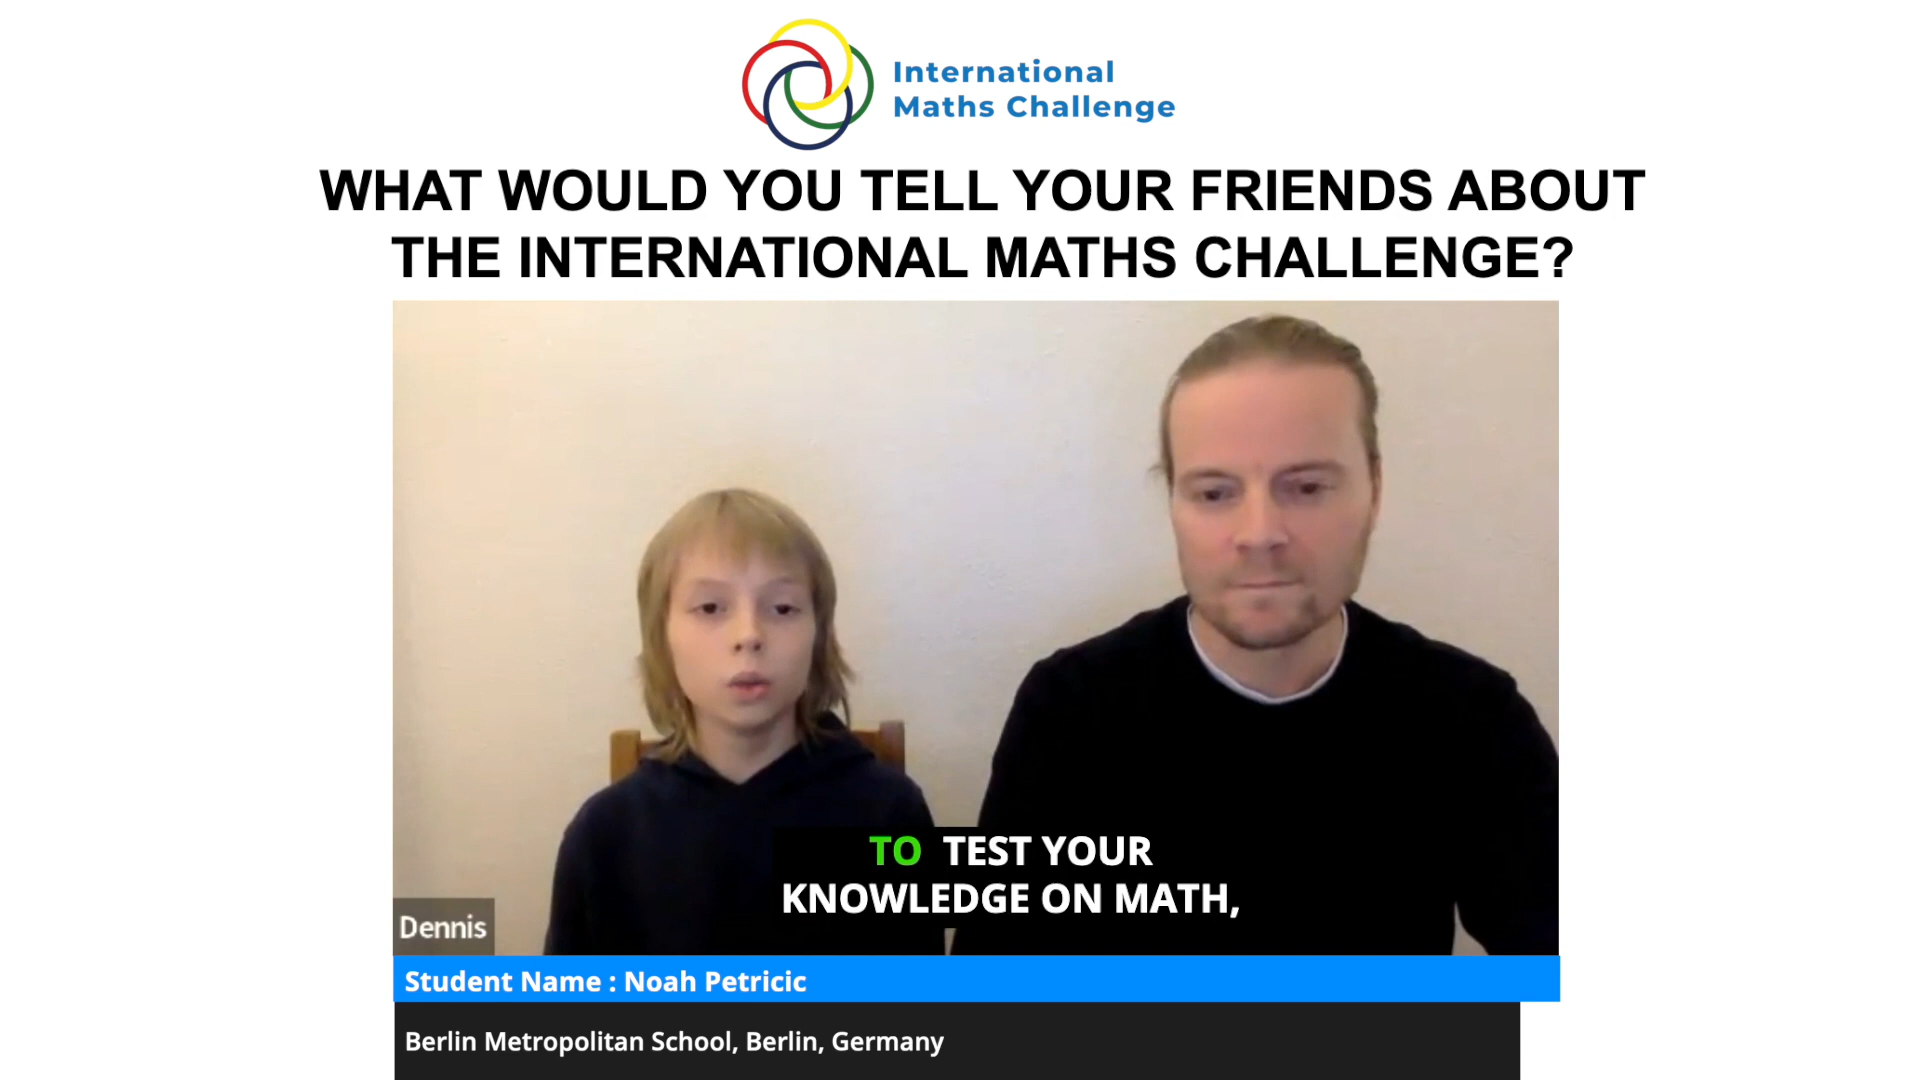 International
Maths Challenge
WHAT WOULD YOU TELL YOUR FRIENDS ABOUT
THE INTERNATIONAL MATHS CHALLENGE?
TO TEST YOUR
KNOWLEDGE ON MATH,
Dennis
Student Name : Noah Petricic
Berlin Metropolitan School, Berlin, Germany